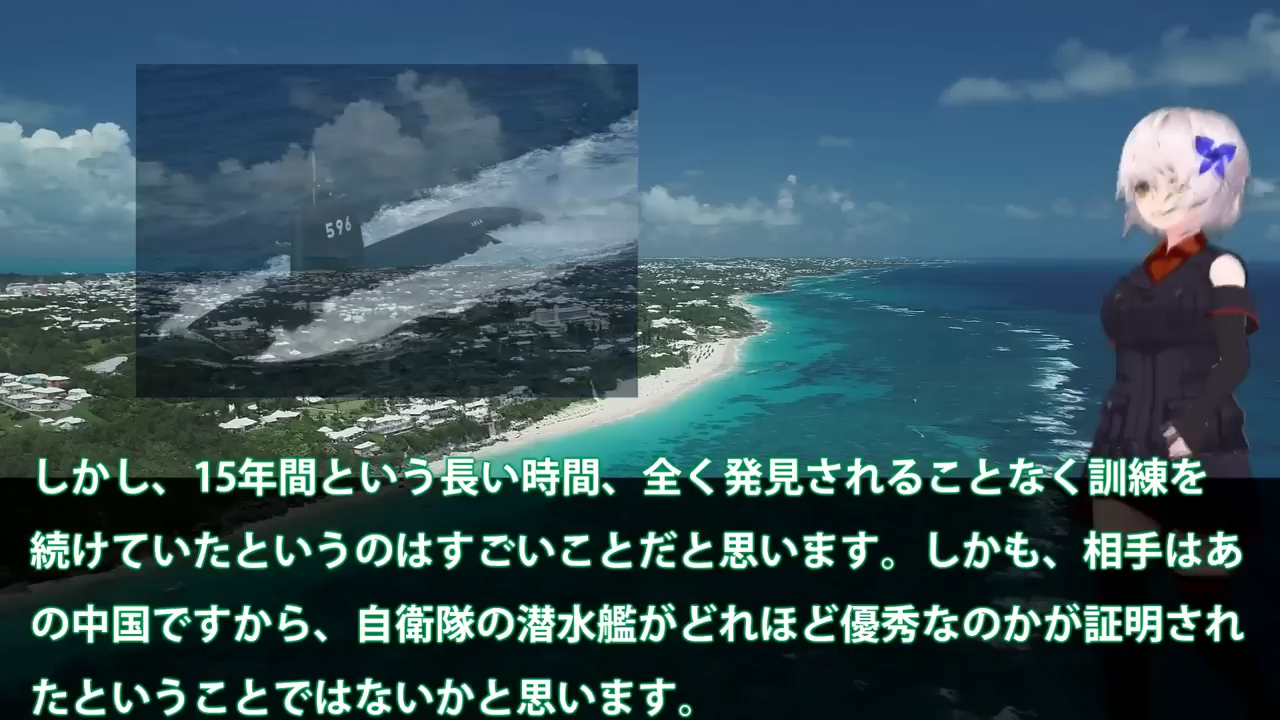 596
しかし、15年間という長い時間、全く発見されることなく訓練を
続けていたというのはすごいことだと思います。しかも、相手はあ
の中国ですから、自衛隊の潜水艦がどれほど優秀なのかが証明され
たということではないかと思います。